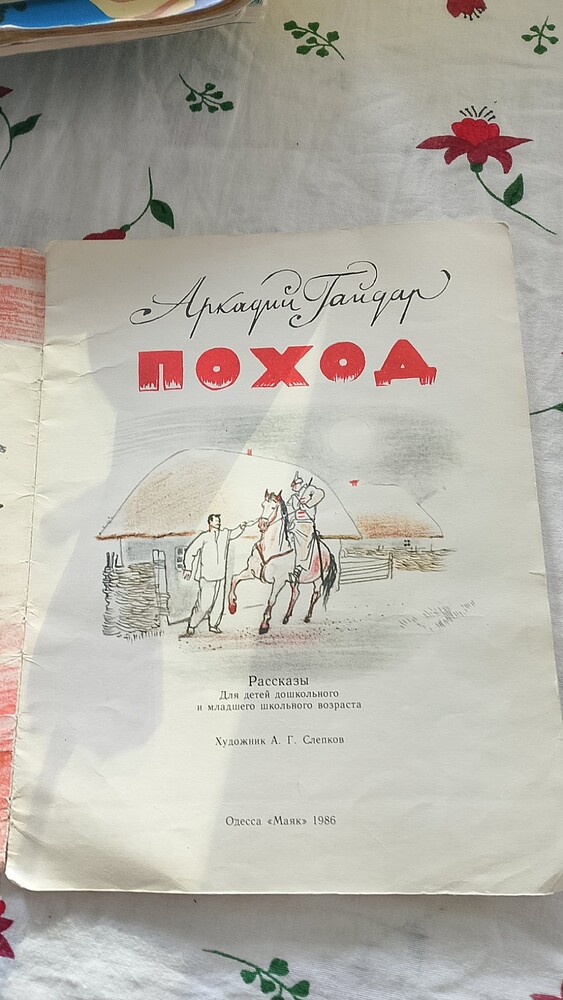 Аркадий Гайдар
ПОХОД
Рассказы
Для детей дошкольного
и младшего школьного возраста
Художник А. Г. Слепков
Одесса «Маяк» 1986